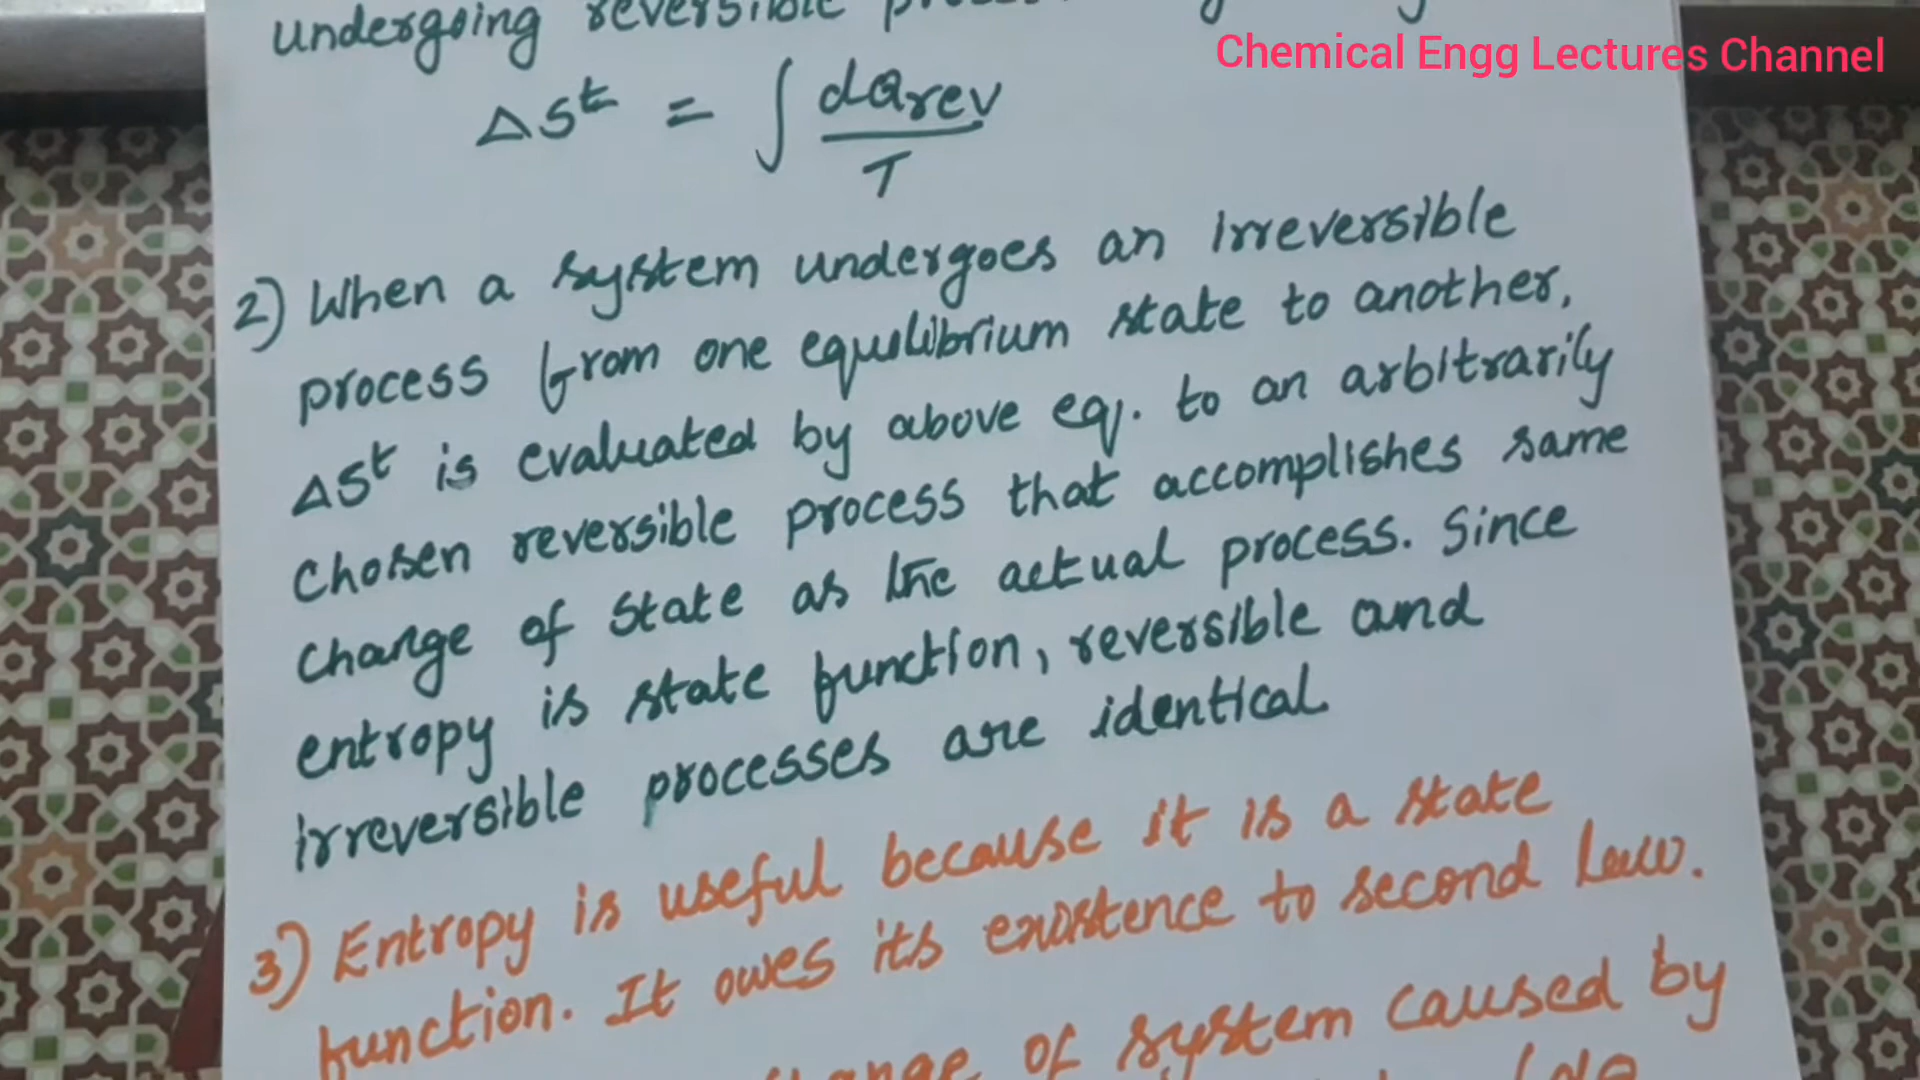 undergoing reversible
Chemical Engg Lectures Channel
ΔSᵗ = ∫ dQrev / T
2) When a system undergoes an irreversible
process from one equilibrium state to another,
ΔSᵗ is evaluated by above eq. to an arbitrarily
chosen reversible process that accomplishes same
change of state as the actual process. Since
entropy is state function, reversible and
irreversible processes are identical
3) Entropy is useful because it is a state
function. It owes its existence to second law.
of system caused by